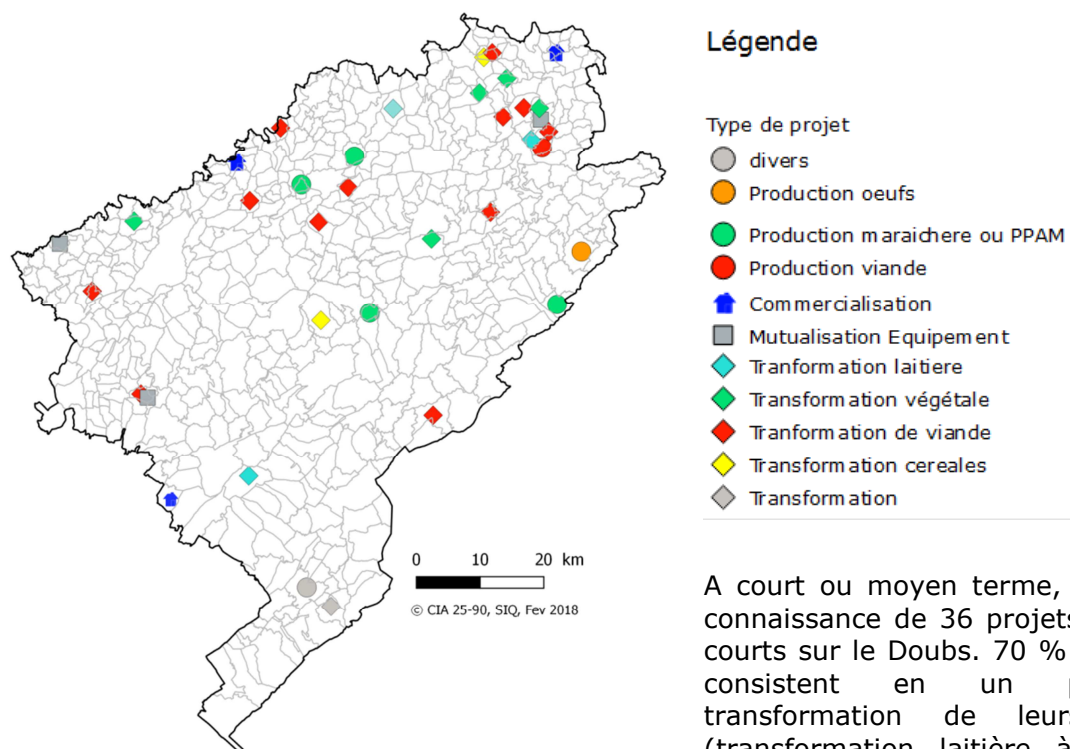 Légende
Type de projet
divers
Production oeufs
Production maraichere ou PPAM
Production viande
Commercialisation
Mutualisation Equipement
Tranformation laitiere
Transformation végétale
Tranformation de viande
Transformation cereales
Transformation
0 10 20 km
© CIA 25-90, SIQ, Fev 2018
A court ou moyen terme,
connaissance de 36 projets
courts sur le Doubs. 70 %
consistent en un p
transformation de leurs
(transformation laitière à